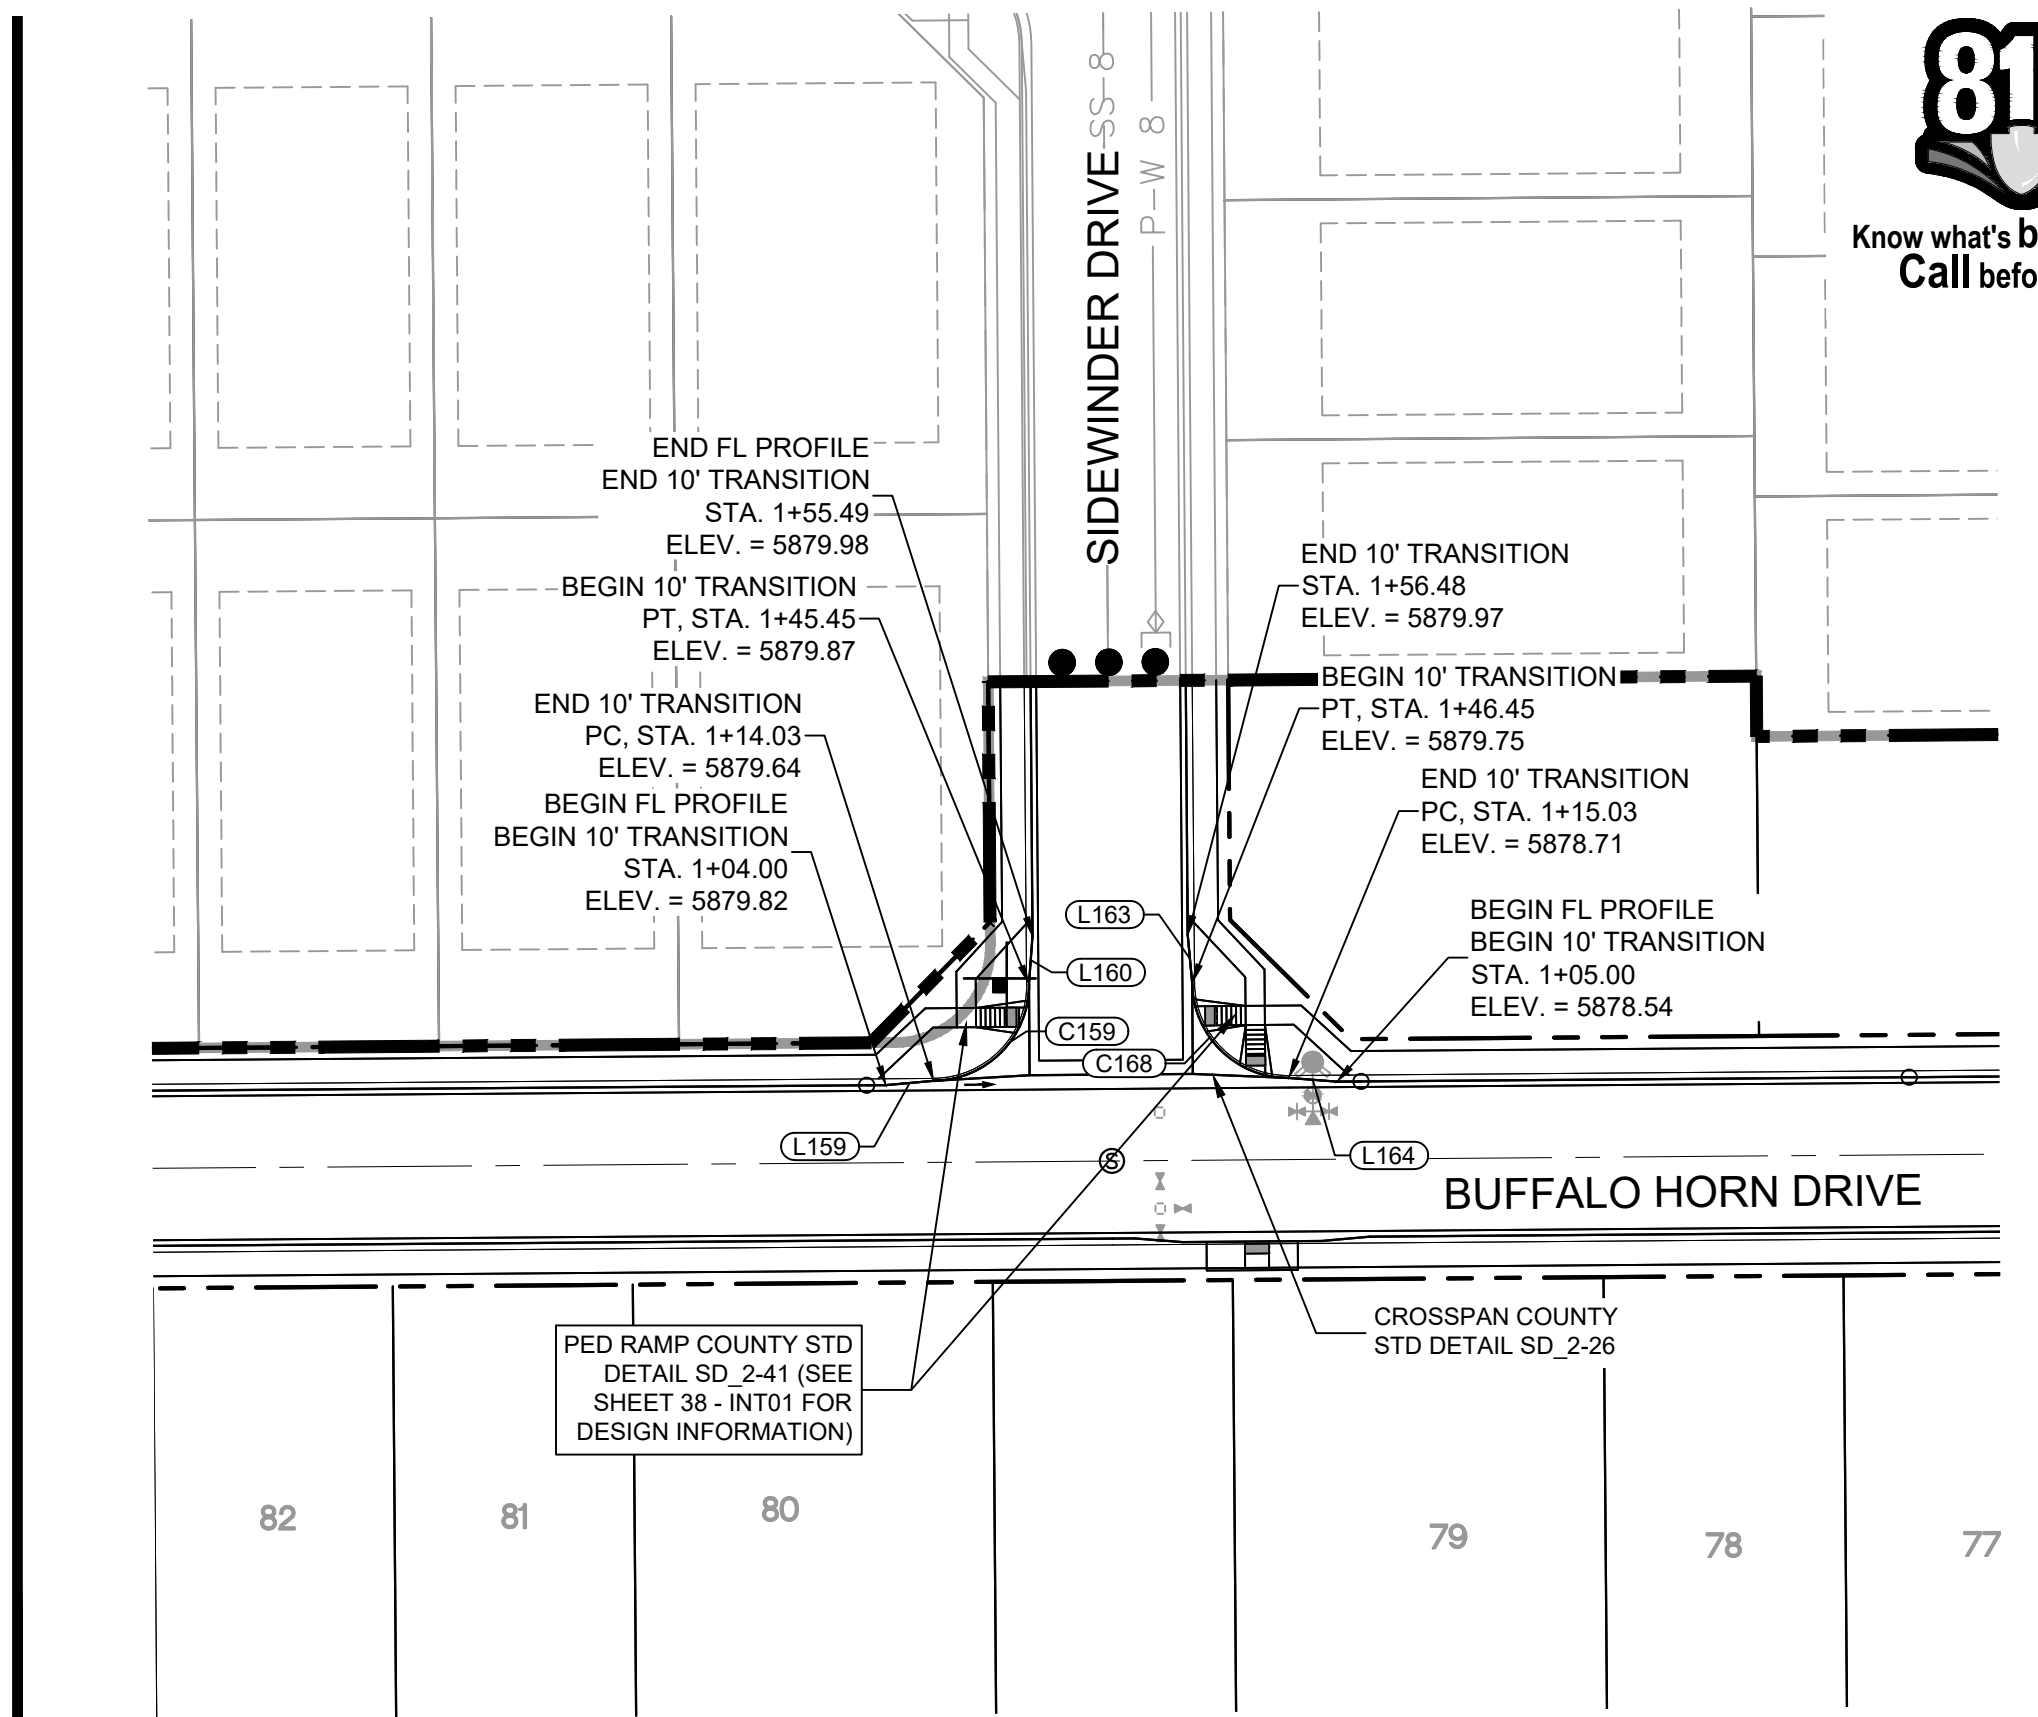 81
Know what's b
Call befo
SS 8
P-W 8
SIDEWINDER DRIVE
END FL PROFILE
END 10' TRANSITION
STA. 1+55.49
ELEV. = 5879.98
BEGIN 10' TRANSITION
PT, STA. 1+45.45
ELEV. = 5879.87
END 10' TRANSITION
PC, STA. 1+14.03
ELEV. = 5879.64
BEGIN FL PROFILE
BEGIN 10' TRANSITION
STA. 1+04.00
ELEV. = 5879.82
END 10' TRANSITION
STA. 1+56.48
ELEV. = 5879.97
BEGIN 10' TRANSITION
PT, STA. 1+46.45
ELEV. = 5879.75
END 10' TRANSITION
PC, STA. 1+15.03
ELEV. = 5878.71
BEGIN FL PROFILE
BEGIN 10' TRANSITION
STA. 1+05.00
ELEV. = 5878.54
L163
L160
C159
C168
L159
L164
S
BUFFALO HORN DRIVE
CROSSPAN COUNTY
STD DETAIL SD_2-26
PED RAMP COUNTY STD
DETAIL SD_2-41 (SEE
SHEET 38 - INT01 FOR
DESIGN INFORMATION)
82
81
80
79
78
77